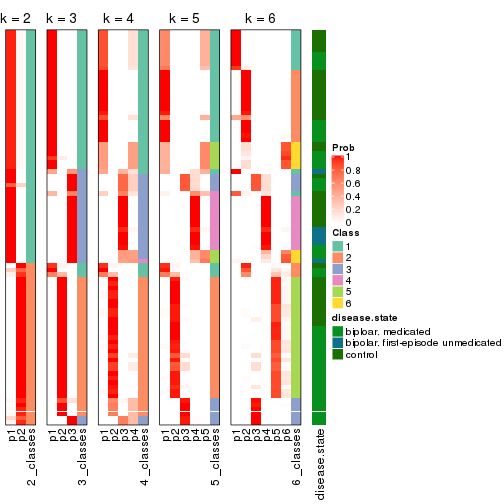 k = 2 k = 3 k = 4 k = 5 k = 6
Prob
1
0.8
0.6
0.4
0.2
0
Class
1
2
3
4
5
6
disease.state
biploar. medicated
bipolar, first-episode unmedicated
control
p1 p2 2_classes p1 p2 p3 3_classes p1 p2 p3 p4 4_classes p1 p2 p3 p4 p5 5_classes p1 p2 p3 p4 p5 p6 6_classes disease.state